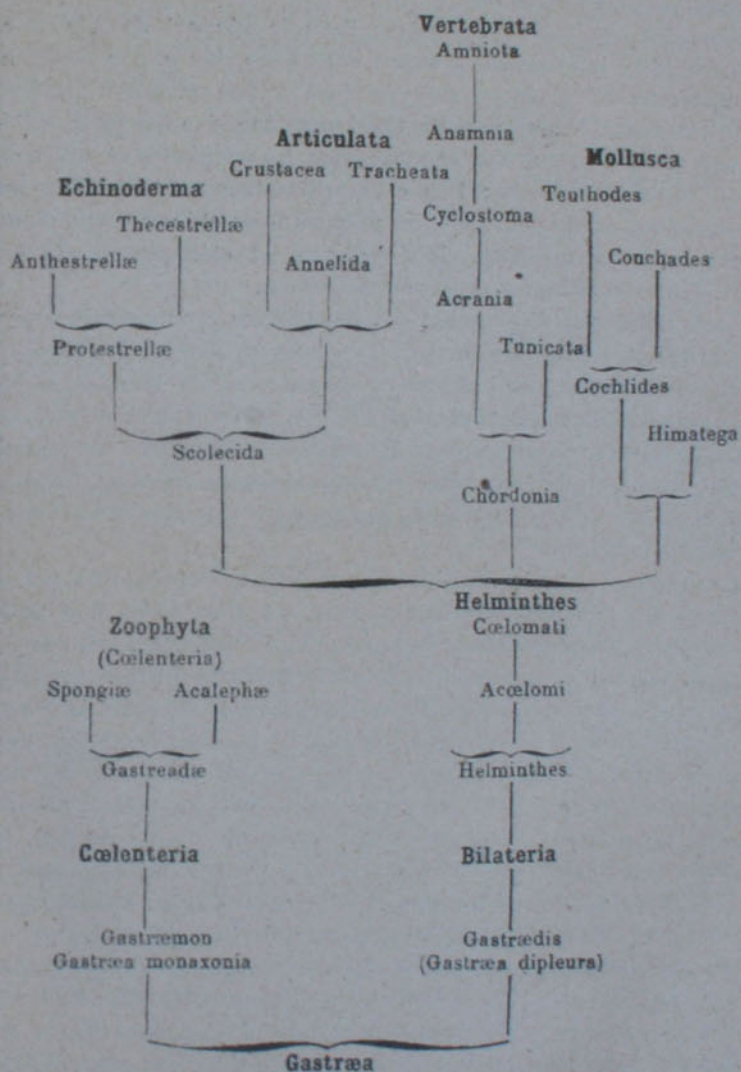 Vertebrata
Amniota
Anamnia
Articulata
Crustacea Tracheata
Mollusca
Echinoderma
Teuthodes
Thecestrellæ
Cyclostoma
Anthestrellæ
Annelida
Conchades
Acrania
Protestrellæ
Tunicata
Cochlides
Himatega
Scolecida
Chordonia
Helminthes
Zoophyta
Cœlomati
(Cœlenteria)
Spongiæ Acalephæ
Acœlomi
Gastreadæ
Helminthes
Cœlenteria
Bilateria
Gastræmon
Gastrædis
Gastræa monaxonia
(Gastræa dipleura)
Gastræa